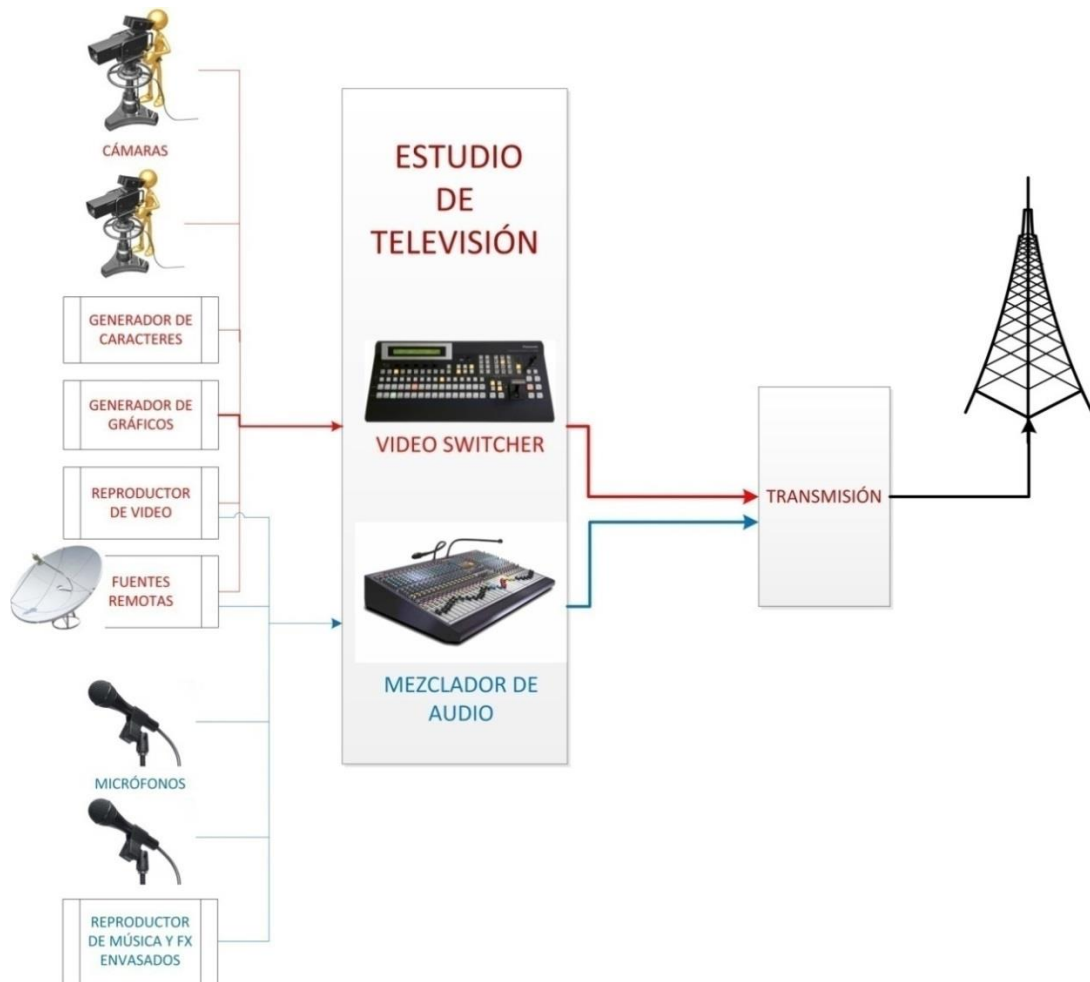 CÁMARAS
GENERADOR DE
CARACTERES
GENERADOR DE
GRÁFICOS
REPRODUCTOR
DE VIDEO
FUENTES
REMOTAS
MICRÓFONOS
REPRODUCTOR
DE MÚSICA Y FX
ENVASADOS
ESTUDIO
DE
TELEVISIÓN
VIDEO SWITCHER
MEZCLADOR DE
AUDIO
TRANSMISIÓN